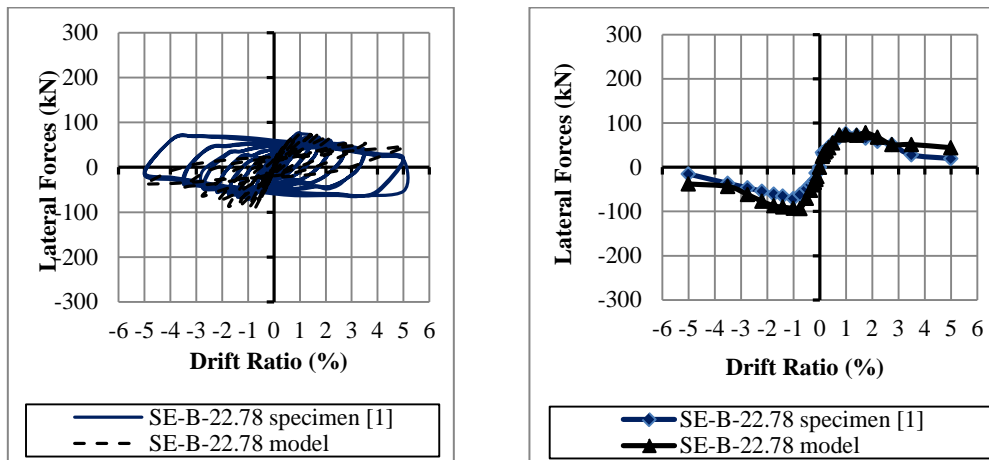 300
200
100
0
-100
-200
-300
Lateral Forces (kN)
-6 -5 -4 -3 -2 -1 0 1 2 3 4 5 6
Drift Ratio (%)
SE-B-22.78 specimen [1]
SE-B-22.78 model
300
200
100
0
-100
-200
-300
Lateral Forces (kN)
-6 -5 -4 -3 -2 -1 0 1 2 3 4 5 6
Drift Ratio (%)
SE-B-22.78 specimen [1]
SE-B-22.78 model